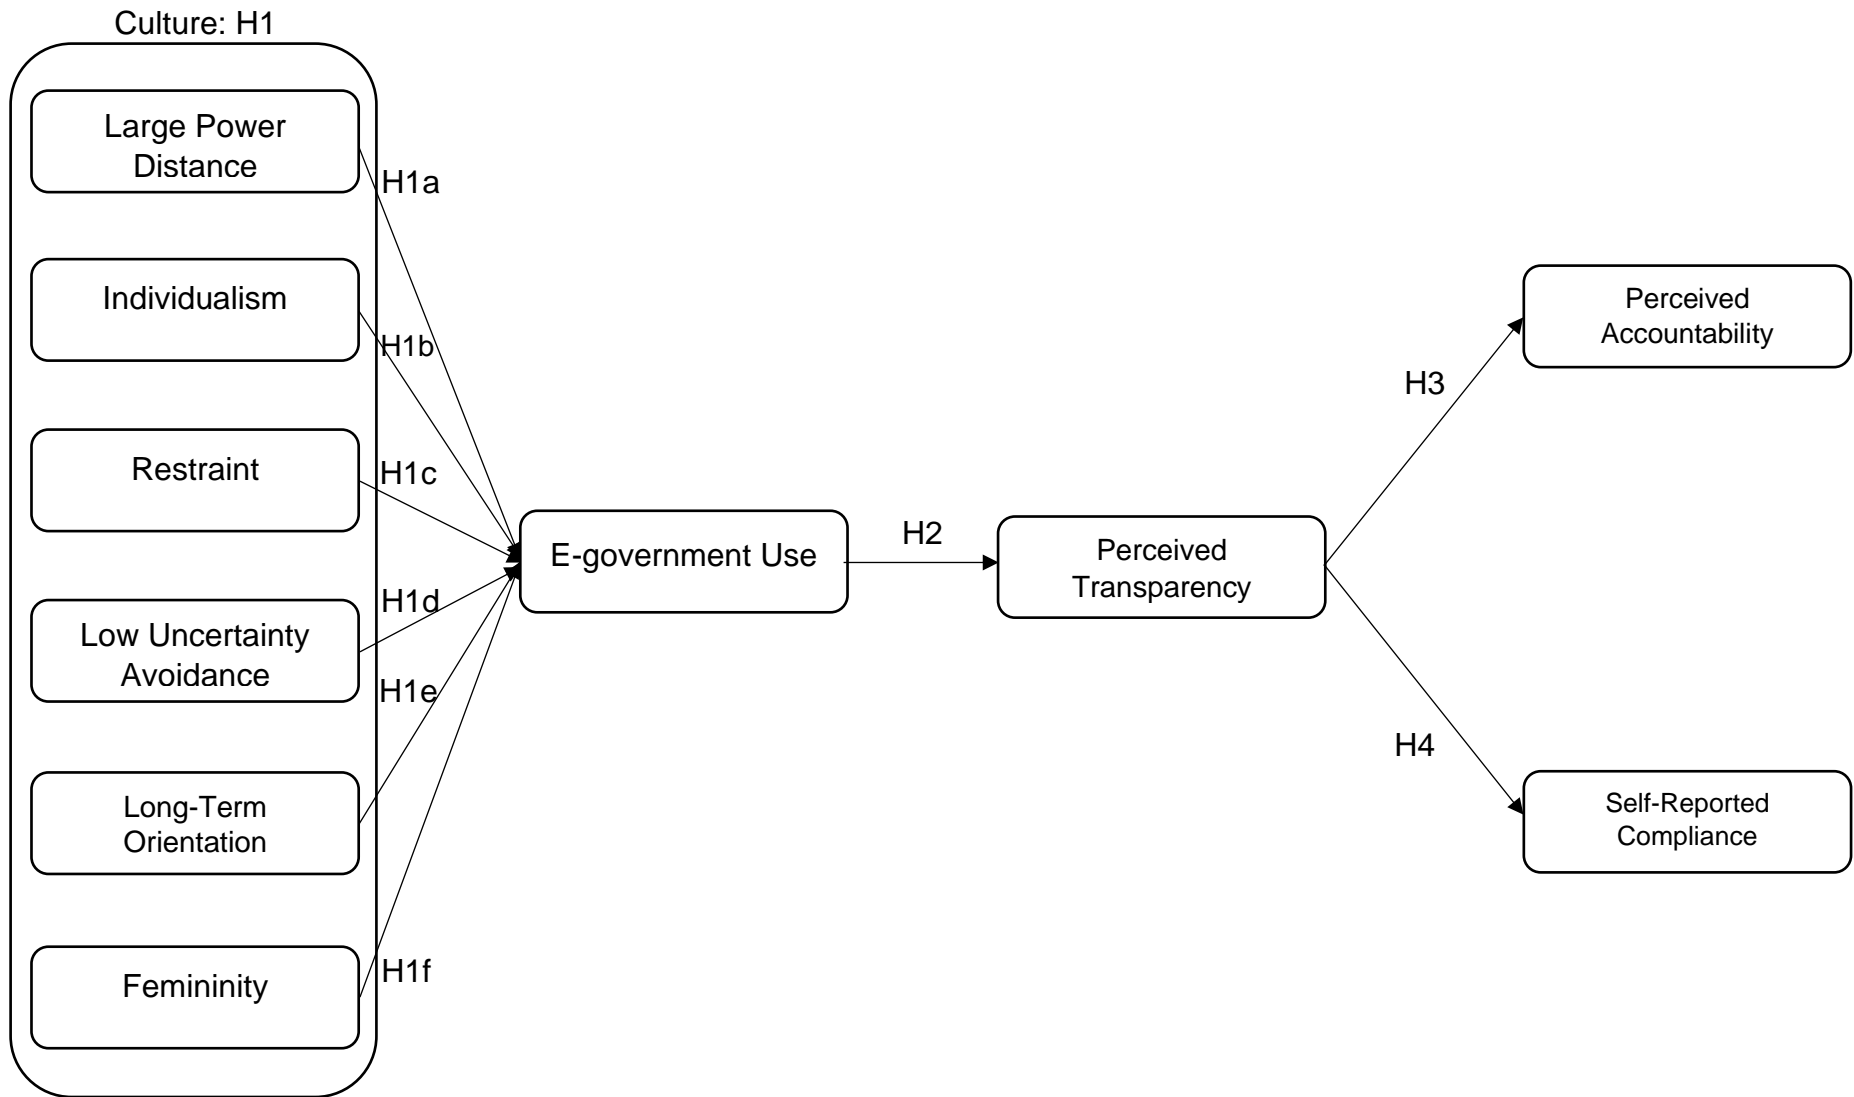 Culture: H1
Large Power
Distance
H1a
Individualism
H1b
Restraint
H1c
Low Uncertainty
Avoidance
H1d
H1e
Long-Term
Orientation
Femininity
H1f
E-government Use
H2
Perceived
Transparency
H3
Perceived
Accountability
H4
Self-Reported
Compliance